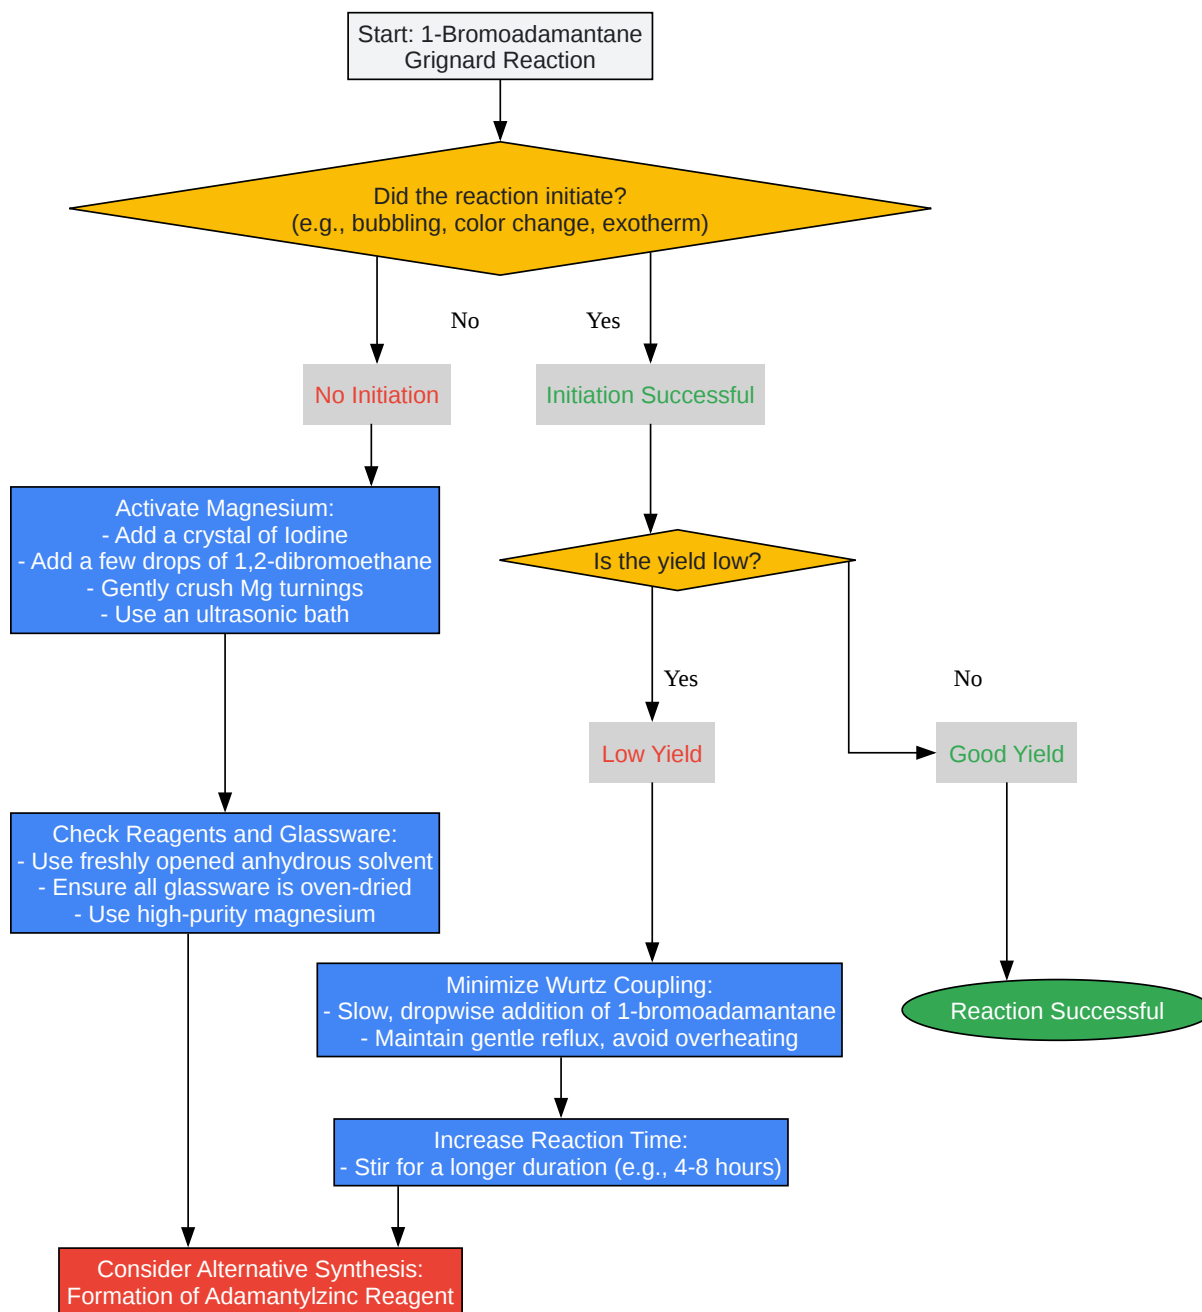 Start: 1-Bromoadamantane
Grignard Reaction
Did the reaction initiate?
(e.g., bubbling, color change, exotherm)
No
Yes
No Initiation
Initiation Successful
Activate Magnesium:
- Add a crystal of Iodine
- Add a few drops of 1,2-dibromoethane
- Gently crush Mg turnings
- Use an ultrasonic bath
Is the yield low?
Yes
No
Low Yield
Good Yield
Check Reagents and Glassware:
- Use freshly opened anhydrous solvent
- Ensure all glassware is oven-dried
- Use high-purity magnesium
Minimize Wurtz Coupling:
- Slow, dropwise addition of 1-bromoadamantane
- Maintain gentle reflux, avoid overheating
Reaction Successful
Increase Reaction Time:
- Stir for a longer duration (e.g., 4-8 hours)
Consider Alternative Synthesis:
Formation of Adamantylzinc Reagent